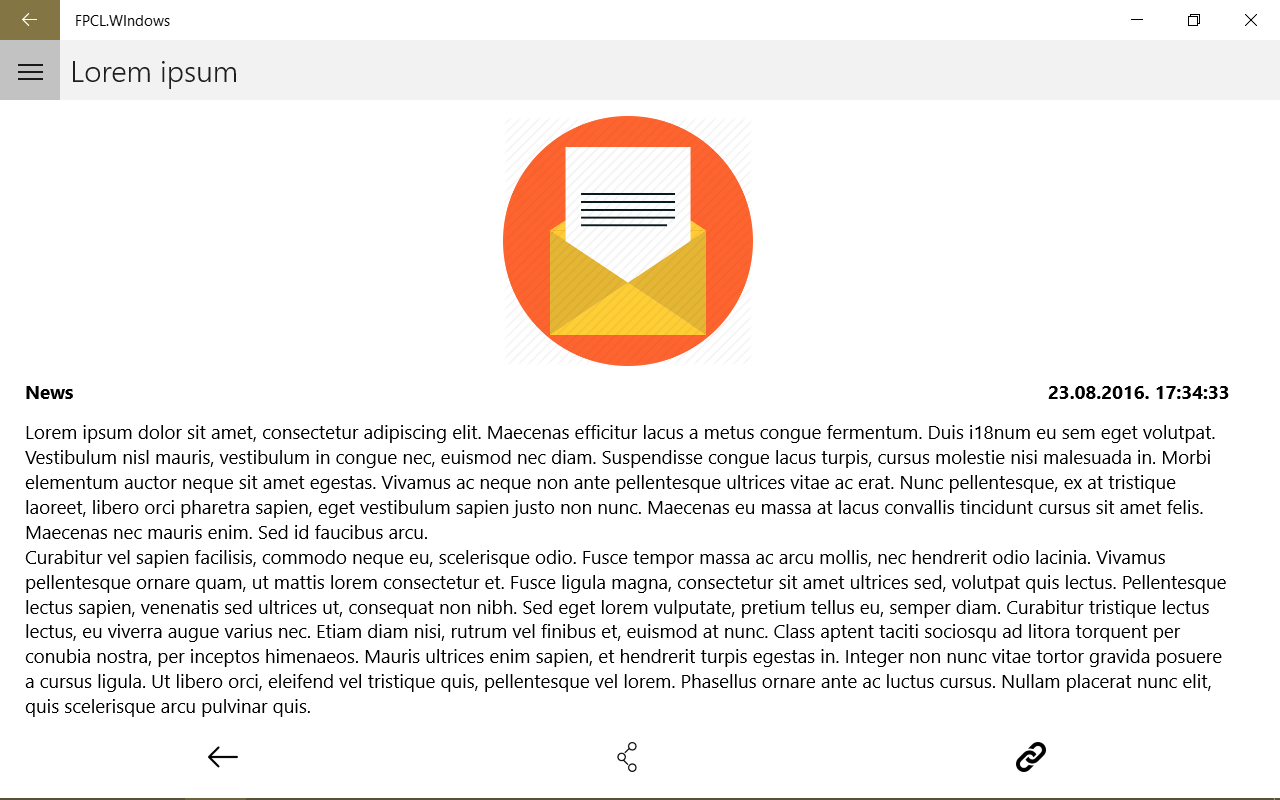 FPCL.WIndows
Lorem ipsum
News 23.08.2016. 17:34:33
Lorem ipsum dolor sit amet, consectetur adipiscing elit. Maecenas efficitur lacus a metus congue fermentum. Duis i18num eu sem eget volutpat.
Vestibulum nisl mauris, vestibulum in congue nec, euismod nec diam. Suspendisse congue lacus turpis, cursus molestie nisi malesuada in. Morbi
elementum auctor neque sit amet egestas. Vivamus ac neque non ante pellentesque ultrices vitae ac erat. Nunc pellentesque, ex at tristique
laoreet, libero orci pharetra sapien, eget vestibulum sapien justo non nunc. Maecenas eu massa at lacus convallis tincidunt cursus sit amet felis.
Maecenas nec mauris enim. Sed id faucibus arcu.
Curabitur vel sapien facilisis, commodo neque eu, scelerisque odio. Fusce tempor massa ac arcu mollis, nec hendrerit odio lacinia. Vivamus
pellentesque ornare quam, ut mattis lorem consectetur et. Fusce ligula magna, consectetur sit amet ultrices sed, volutpat quis lectus. Pellentesque
lectus sapien, venenatis sed ultrices ut, consequat non nibh. Sed eget lorem vulputate, pretium tellus eu, semper diam. Curabitur tristique lectus
lectus, eu viverra augue varius nec. Etiam diam nisi, rutrum vel finibus et, euismod at nunc. Class aptent taciti sociosqu ad litora torquent per
conubia nostra, per inceptos himenaeos. Mauris ultrices enim sapien, et hendrerit turpis egestas in. Integer non nunc vitae tortor gravida posuere
a cursus ligula. Ut libero orci, eleifend vel tristique quis, pellentesque vel lorem. Phasellus ornare ante ac luctus cursus. Nullam placerat nunc elit,
quis scelerisque arcu pulvinar quis.